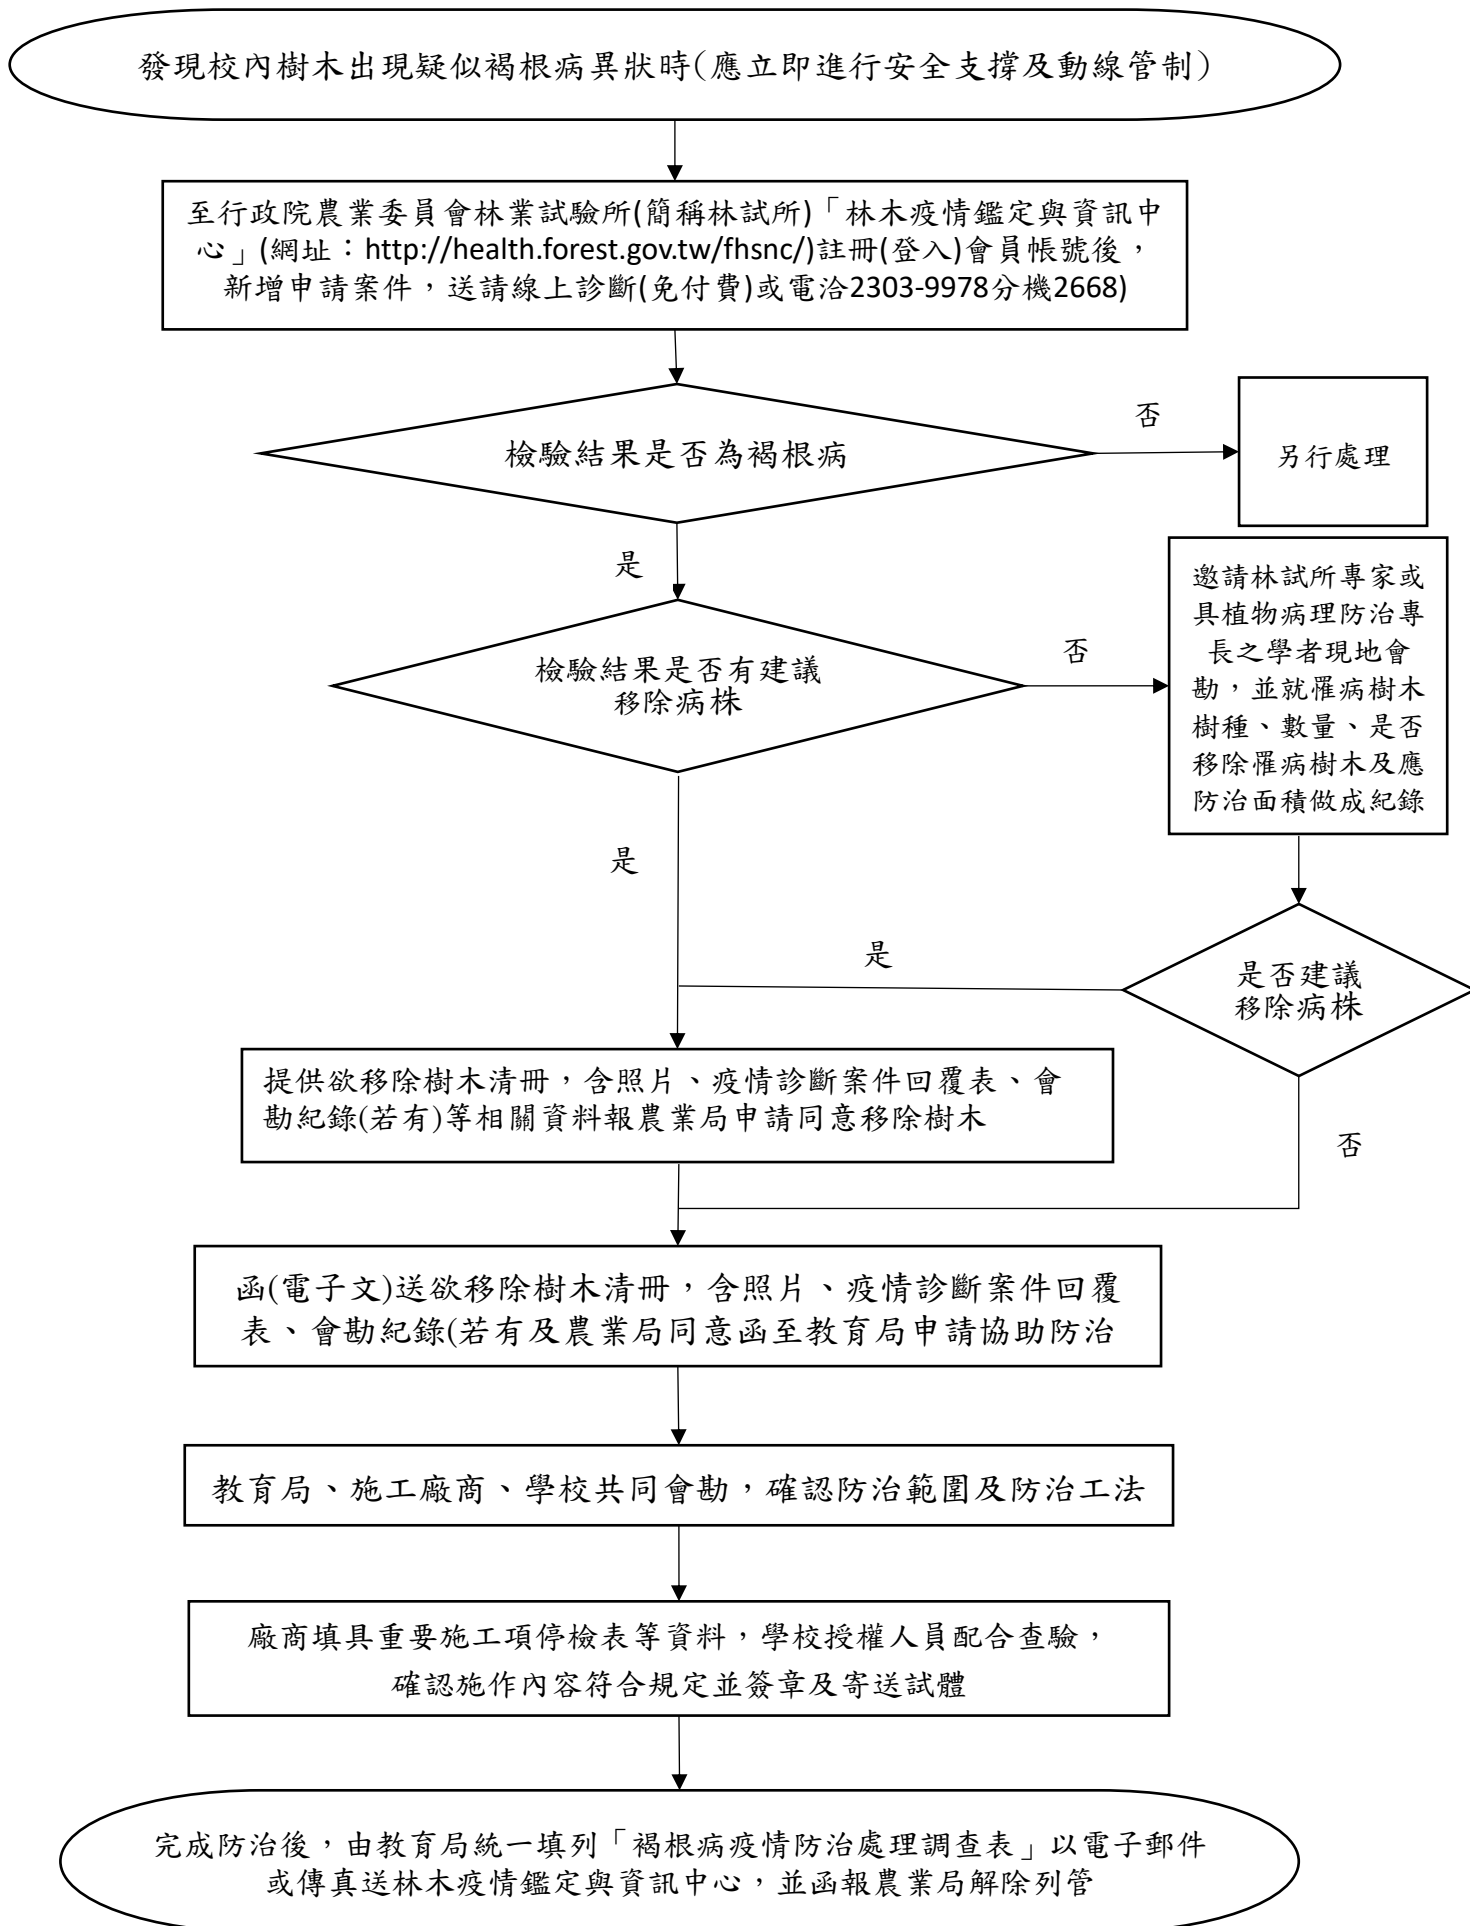 發現校內樹木出現疑似褐根病異狀時(應立即進行安全支撐及動線管制)
至行政院農業委員會林業試驗所(簡稱林試所)「林木疫情鑑定與資訊中
心」(網址：http://health.forest.gov.tw/fhsnc/)註冊(登入)會員帳號後，
新增申請案件，送請線上診斷(免付費)或電洽2303-9978分機2668)
檢驗結果是否為褐根病
否
另行處理
是
檢驗結果是否有建議
移除病株
否
邀請林試所專家或
具植物病理防治專
長之學者現地會
勘，並就罹病樹木
樹種、數量、是否
移除罹病樹木及應
防治面積做成紀錄
是
是
是否建議
移除病株
提供欲移除樹木清冊，含照片、疫情診斷案件回覆表、會
勘紀錄(若有)等相關資料報農業局申請同意移除樹木
否
函(電子文)送欲移除樹木清冊，含照片、疫情診斷案件回覆
表、會勘紀錄(若有及農業局同意函至教育局申請協助防治
教育局、施工廠商、學校共同會勘，確認防治範圍及防治工法
廠商填具重要施工項停檢表等資料，學校授權人員配合查驗，
確認施作內容符合規定並簽章及寄送試體
完成防治後，由教育局統一填列「褐根病疫情防治處理調查表」以電子郵件
或傳真送林木疫情鑑定與資訊中心，並函報農業局解除列管